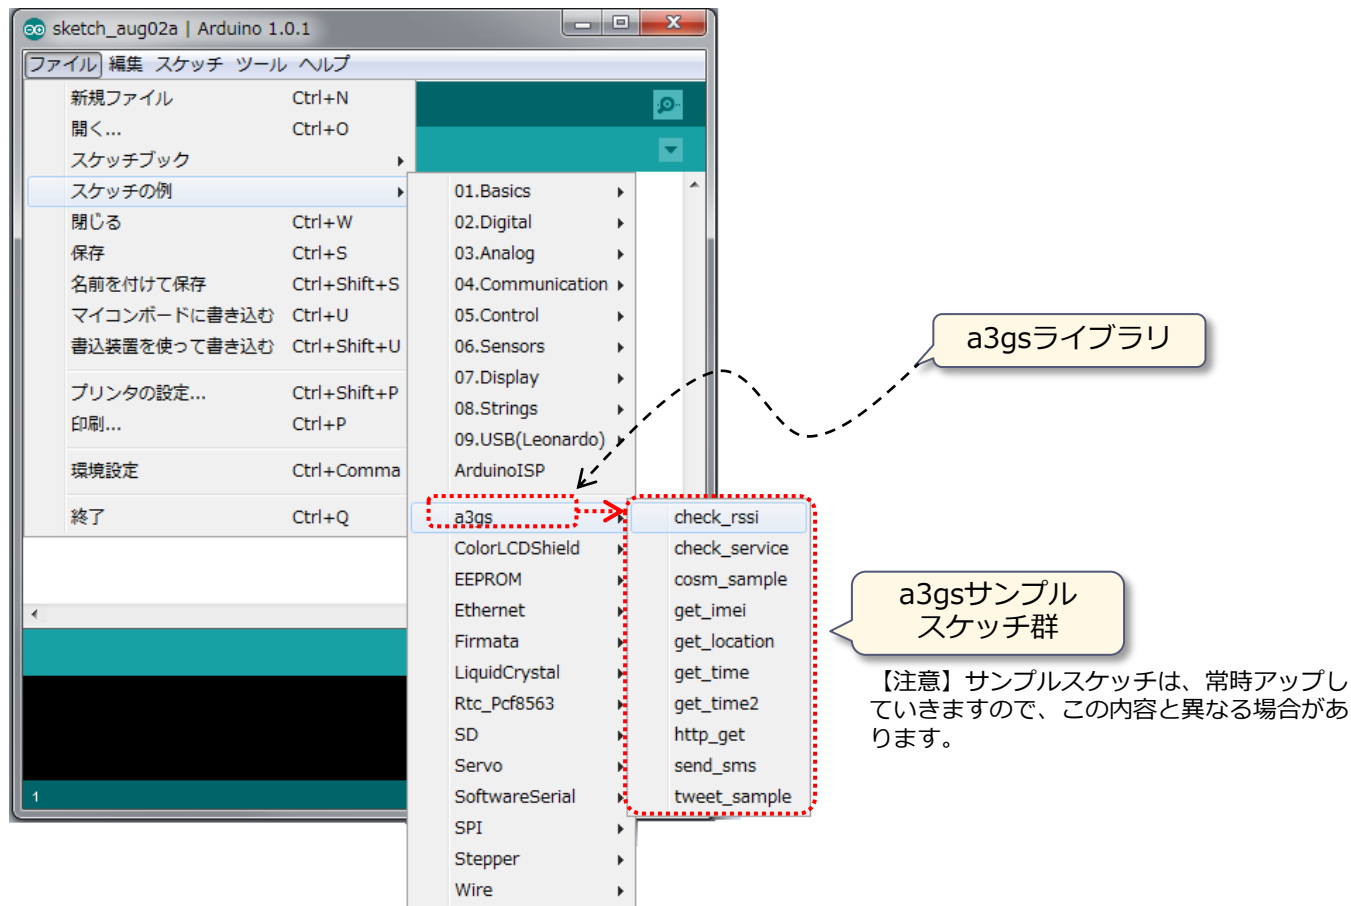 sketch_aug02a | Arduino 1.0.1
ファイル 編集 スケッチ ツール ヘルプ
新規ファイル Ctrl+N
開く... Ctrl+O
スケッチブック
スケッチの例
閉じる Ctrl+W
保存 Ctrl+S
名前を付けて保存 Ctrl+Shift+S
マイコンボードに書き込む Ctrl+U
書込装置を使って書き込む Ctrl+Shift+U
プリンタの設定... Ctrl+Shift+P
印刷... Ctrl+P
環境設定 Ctrl+Comma
終了 Ctrl+Q
1
01.Basics
02.Digital
03.Analog
04.Communication
05.Control
06.Sensors
07.Display
08.Strings
09.USB(Leonardo)
ArduinoISP
a3gs
ColorLCDShield
EEPROM
Ethernet
Firmata
LiquidCrystal
Rtc_Pcf8563
SD
Servo
SoftwareSerial
SPI
Stepper
Wire
check_rssi
check_service
cosm_sample
get_imei
get_location
get_time
get_time2
http_get
send_sms
tweet_sample
a3gsライブラリ
a3gsサンプル
スケッチ群
【注意】サンプルスケッチは、常時アップし
ていきますので、この内容と異なる場合があ
ります。